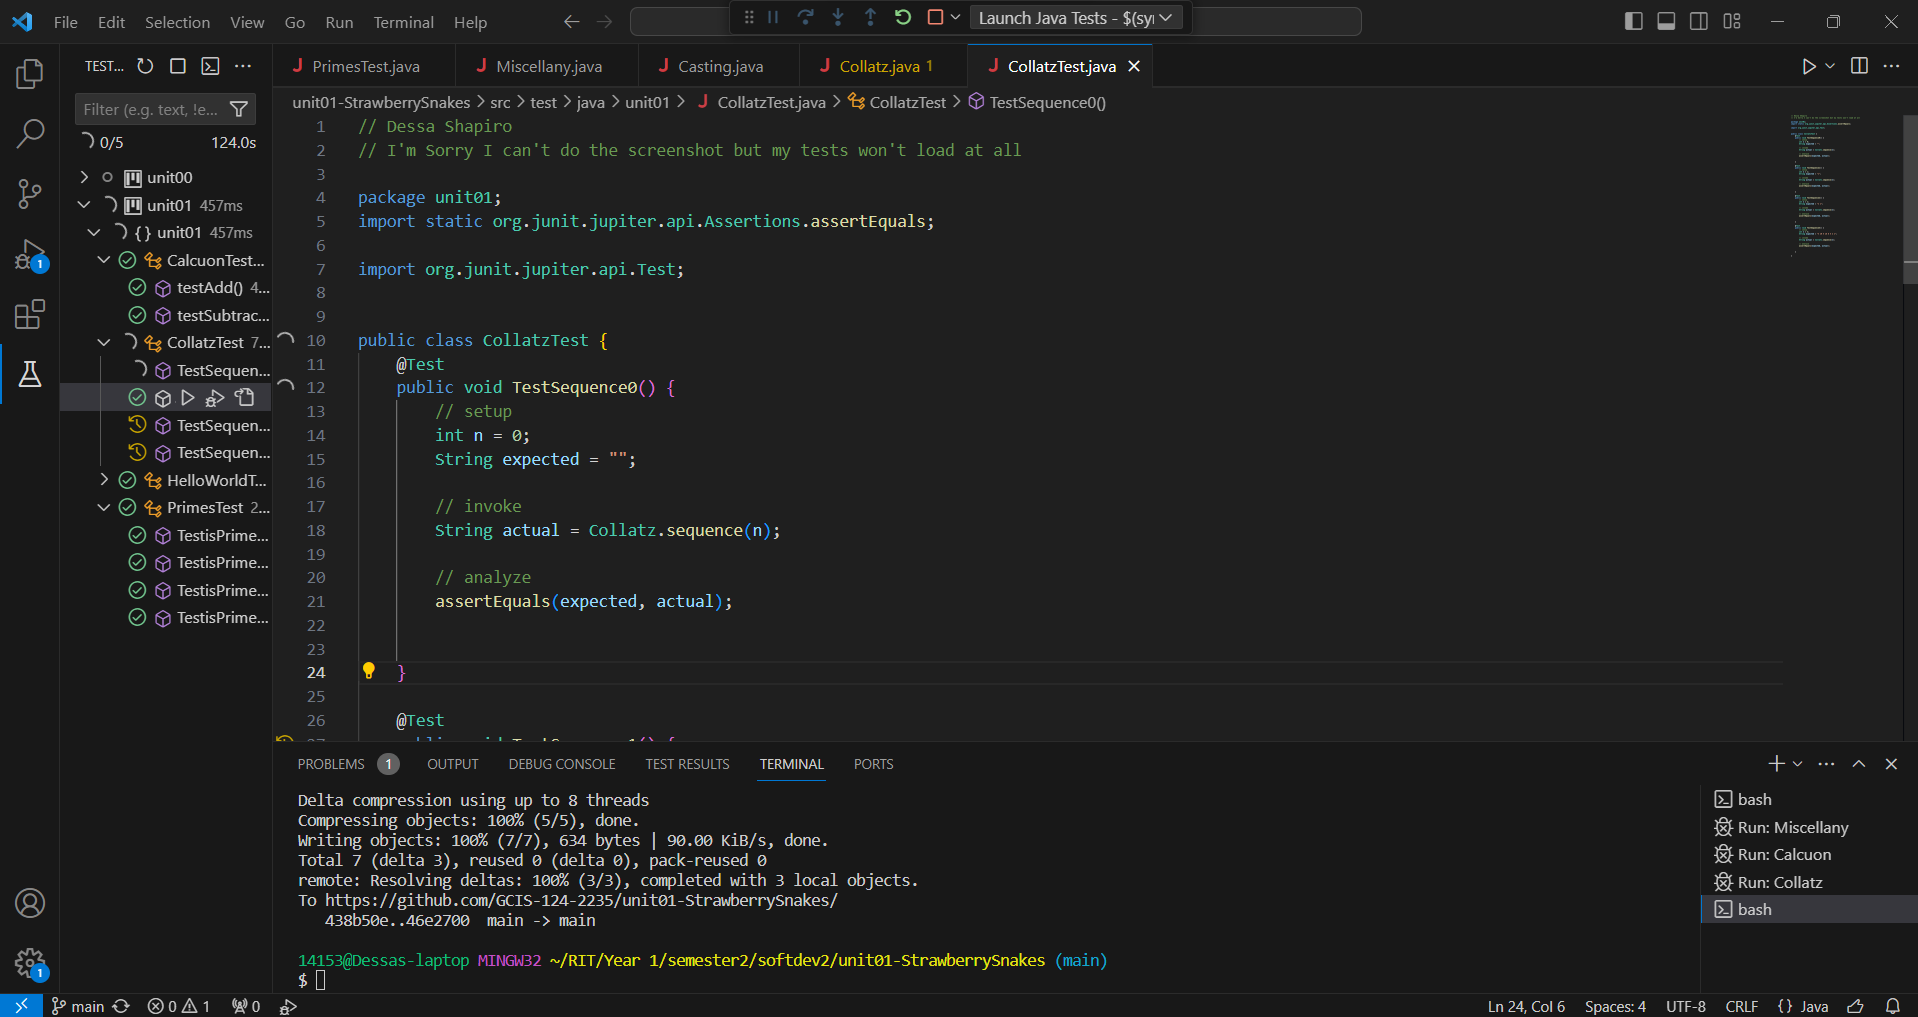 File Edit Selection View Go Run Terminal Help
Launch Java Tests - $(syı
TEST...
PrimesTest.java
Miscellany.java
Casting.java
Collatz.java 1
CollatzTest.java
Filter (e.g. text, !e...
unit01-StrawberrySnakes > src > test > java > unit01 > CollatzTest.java > CollatzTest > TestSequence0()
0/5 124.0s
unit00
unit01 457ms
{} unit01 457ms
CalcuonTest...
testAdd() 4...
testSubtrac...
CollatzTest 7...
TestSequen...
TestSequen...
TestSequen...
HelloWorldT...
PrimesTest 2...
TestisPrime...
TestisPrime...
TestisPrime...
TestisPrime...
1 // Dessa Shapiro
2 // I'm Sorry I can't do the screenshot but my tests won't load at all
3
4 package unit01;
5 import static org.junit.jupiter.api.Assertions.assertEquals;
6
7 import org.junit.jupiter.api.Test;
8
9
10 public class CollatzTest {
11 @Test
12 public void TestSequence0() {
13 // setup
14 int n = 0;
15 String expected = "";
16
17 // invoke
18 String actual = Collatz.sequence(n);
19
20 // analyze
21 assertEquals(expected, actual);
22
23
24 }
25
26 @Test
PROBLEMS 1 OUTPUT DEBUG CONSOLE TEST RESULTS TERMINAL PORTS
Delta compression using up to 8 threads
Compressing objects: 100% (5/5), done.
Writing objects: 100% (7/7), 634 bytes | 90.00 KiB/s, done.
Total 7 (delta 3), reused 0 (delta 0), pack-reused 0
remote: Resolving deltas: 100% (3/3), completed with 3 local objects.
To https://github.com/GCIS-124-2235/unit01-StrawberrySnakes/
438b50e..46e2700 main -> main
14153@Dessas-laptop MINGW32 ~/RIT/Year 1/semester2/softdev2/unit01-StrawberrySnakes (main)
$
bash
Run: Miscellany
Run: Calcuon
Run: Collatz
bash
1
1
main 0 1 0
Ln 24, Col 6 Spaces: 4 UTF-8 CRLF {} Java